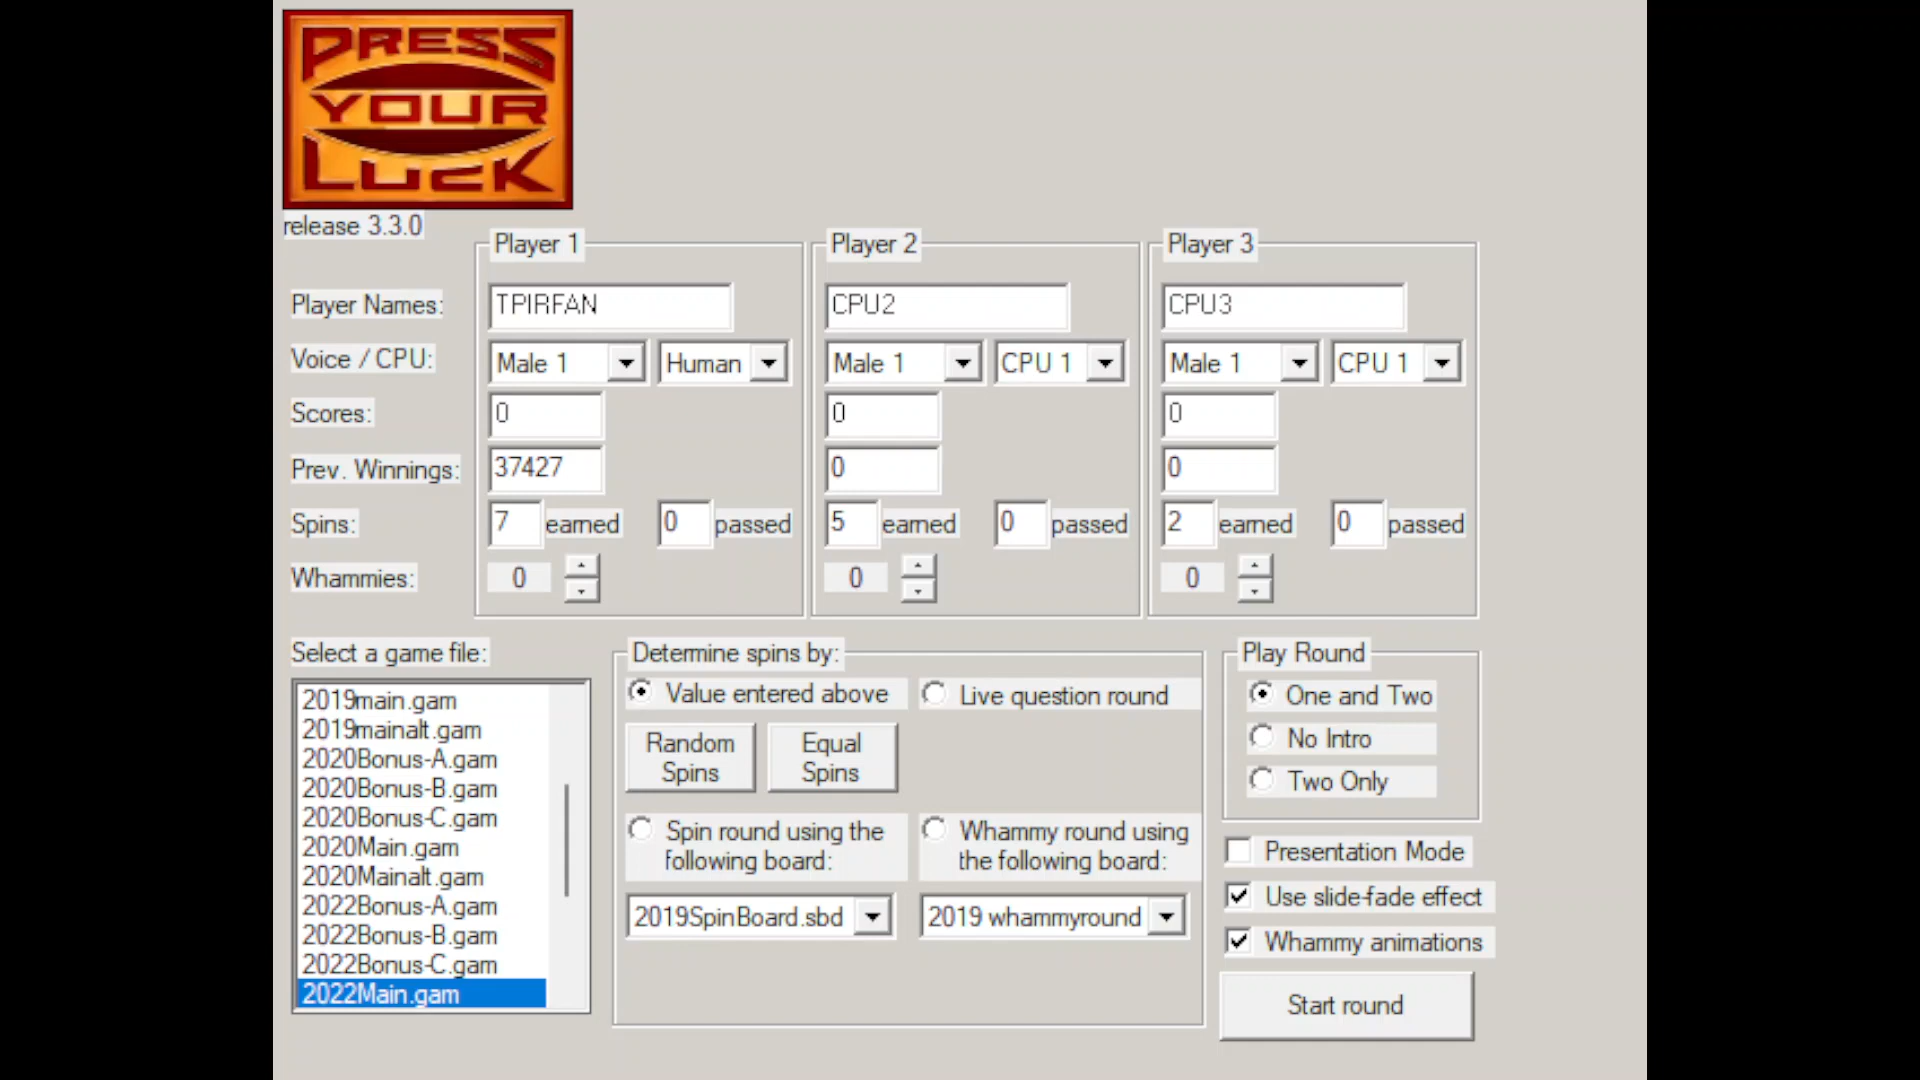 PRESS
YOUR
LUCK
release 3.3.0
Player 1
Player 2
Player 3
Player Names:
TPIRFAN
CPU2
CPU3
Voice / CPU:
Male 1
Human
Male 1
CPU 1
Male 1
CPU 1
Scores:
0
0
0
Prev. Winnings:
37427
0
0
Spins:
7 earned 0 passed
5 earned 0 passed
2 earned 0 passed
Whammies:
0
0
0
Select a game file:
2019main.gam
2019mainalt.gam
2020Bonus-A.gam
2020Bonus-B.gam
2020Bonus-C.gam
2020Main.gam
2020Mainalt.gam
2022Bonus-A.gam
2022Bonus-B.gam
2022Bonus-C.gam
2022Main.gam
Determine spins by:
Value entered above
Live question round
Random
Spins
Equal
Spins
Spin round using the
following board:
Whammy round using
the following board:
2019SpinBoard.sbd
2019 whammyround
Play Round
One and Two
No Intro
Two Only
Presentation Mode
Use slide-fade effect
Whammy animations
Start round